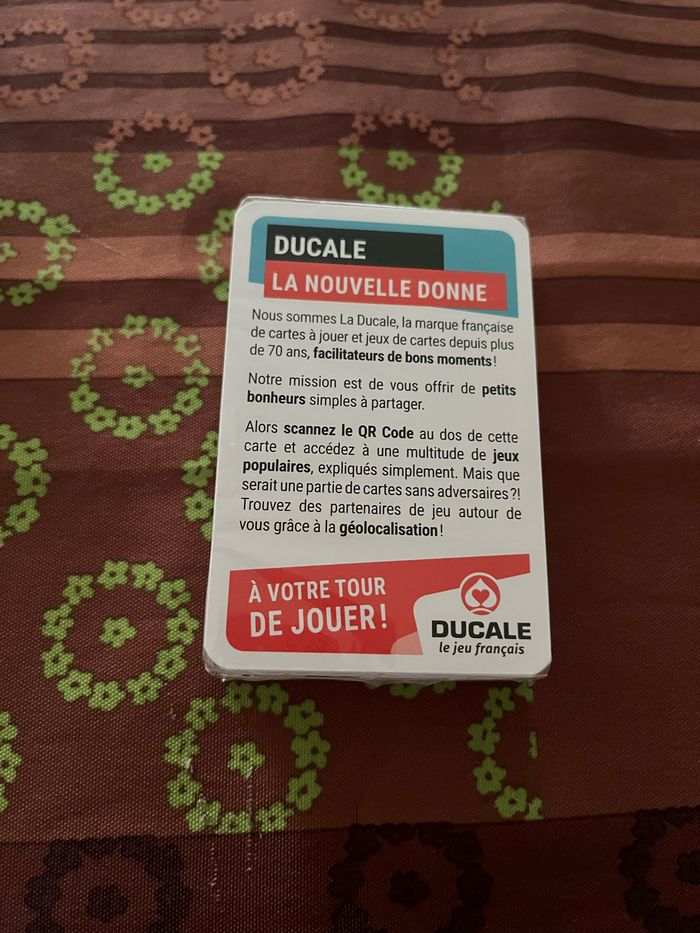 DUCALE
LA NOUVELLE DONNE
Nous sommes La Ducale, la marque française
de cartes à jouer et jeux de cartes depuis plus
de 70 ans, facilitateurs de bons moments !
Notre mission est de vous offrir de petits
bonheurs simples à partager.
Alors scannez le QR Code au dos de cette
carte et accédez à une multitude de jeux
populaires, expliqués simplement. Mais que
serait une partie de cartes sans adversaires ?!
Trouvez des partenaires de jeu autour de
vous grâce à la géolocalisation !
À VOTRE TOUR
DE JOUER !
DUCALE
le jeu français